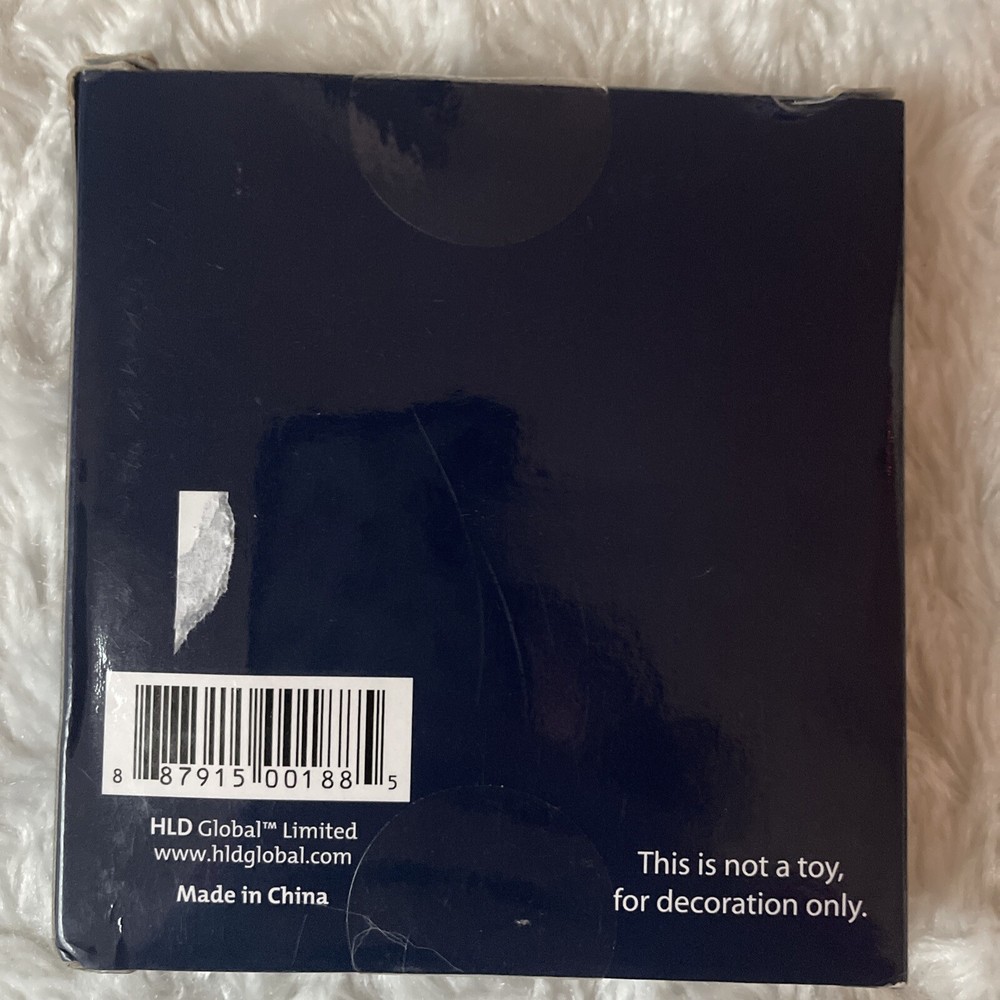 8 87915 00188 5
HLD Global™ Limited
www.hldglobal.com
Made in China
This is not a toy,
for decoration only.